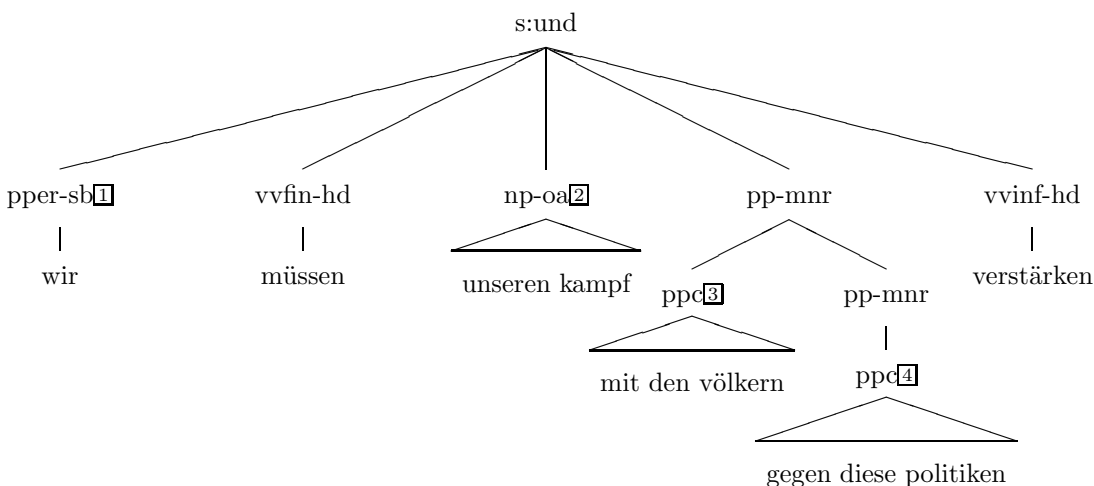 s:und
pper-sb1 vvfin-hd np-oa2 pp-mnr vvinf-hd
wir müssen unseren kampf ppc3 pp-mnr verstärken
mit den völkern ppc4
gegen diese politiken